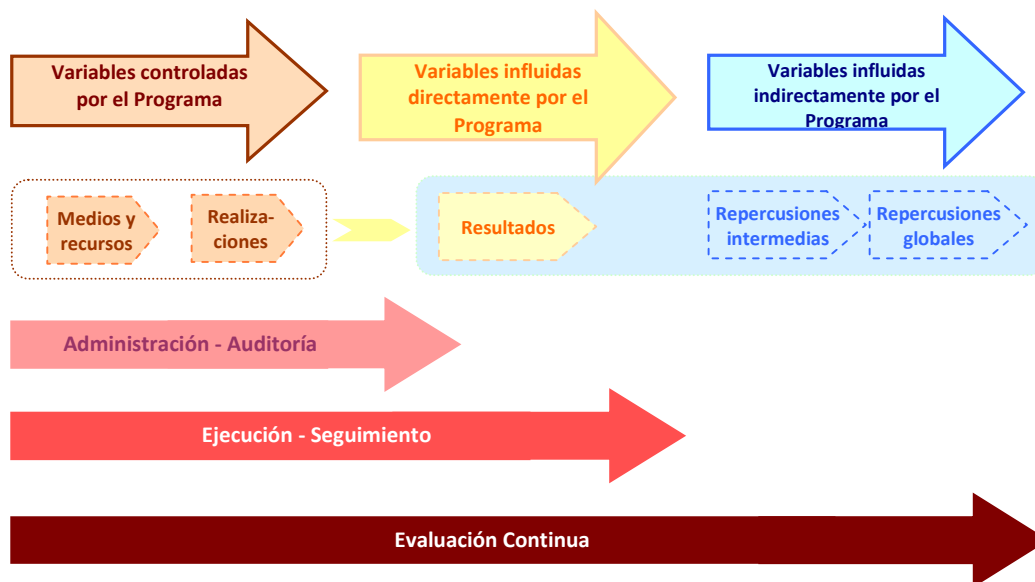 Variables controladas
por el Programa
Variables influidas
directamente por el
Programa
Variables influidas
indirectamente por el
Programa
Medios y
recursos
Realiza-
ciones
Resultados
Repercusiones
intermedias
Repercusiones
globales
Administración - Auditoría
Ejecución - Seguimiento
Evaluación Continua